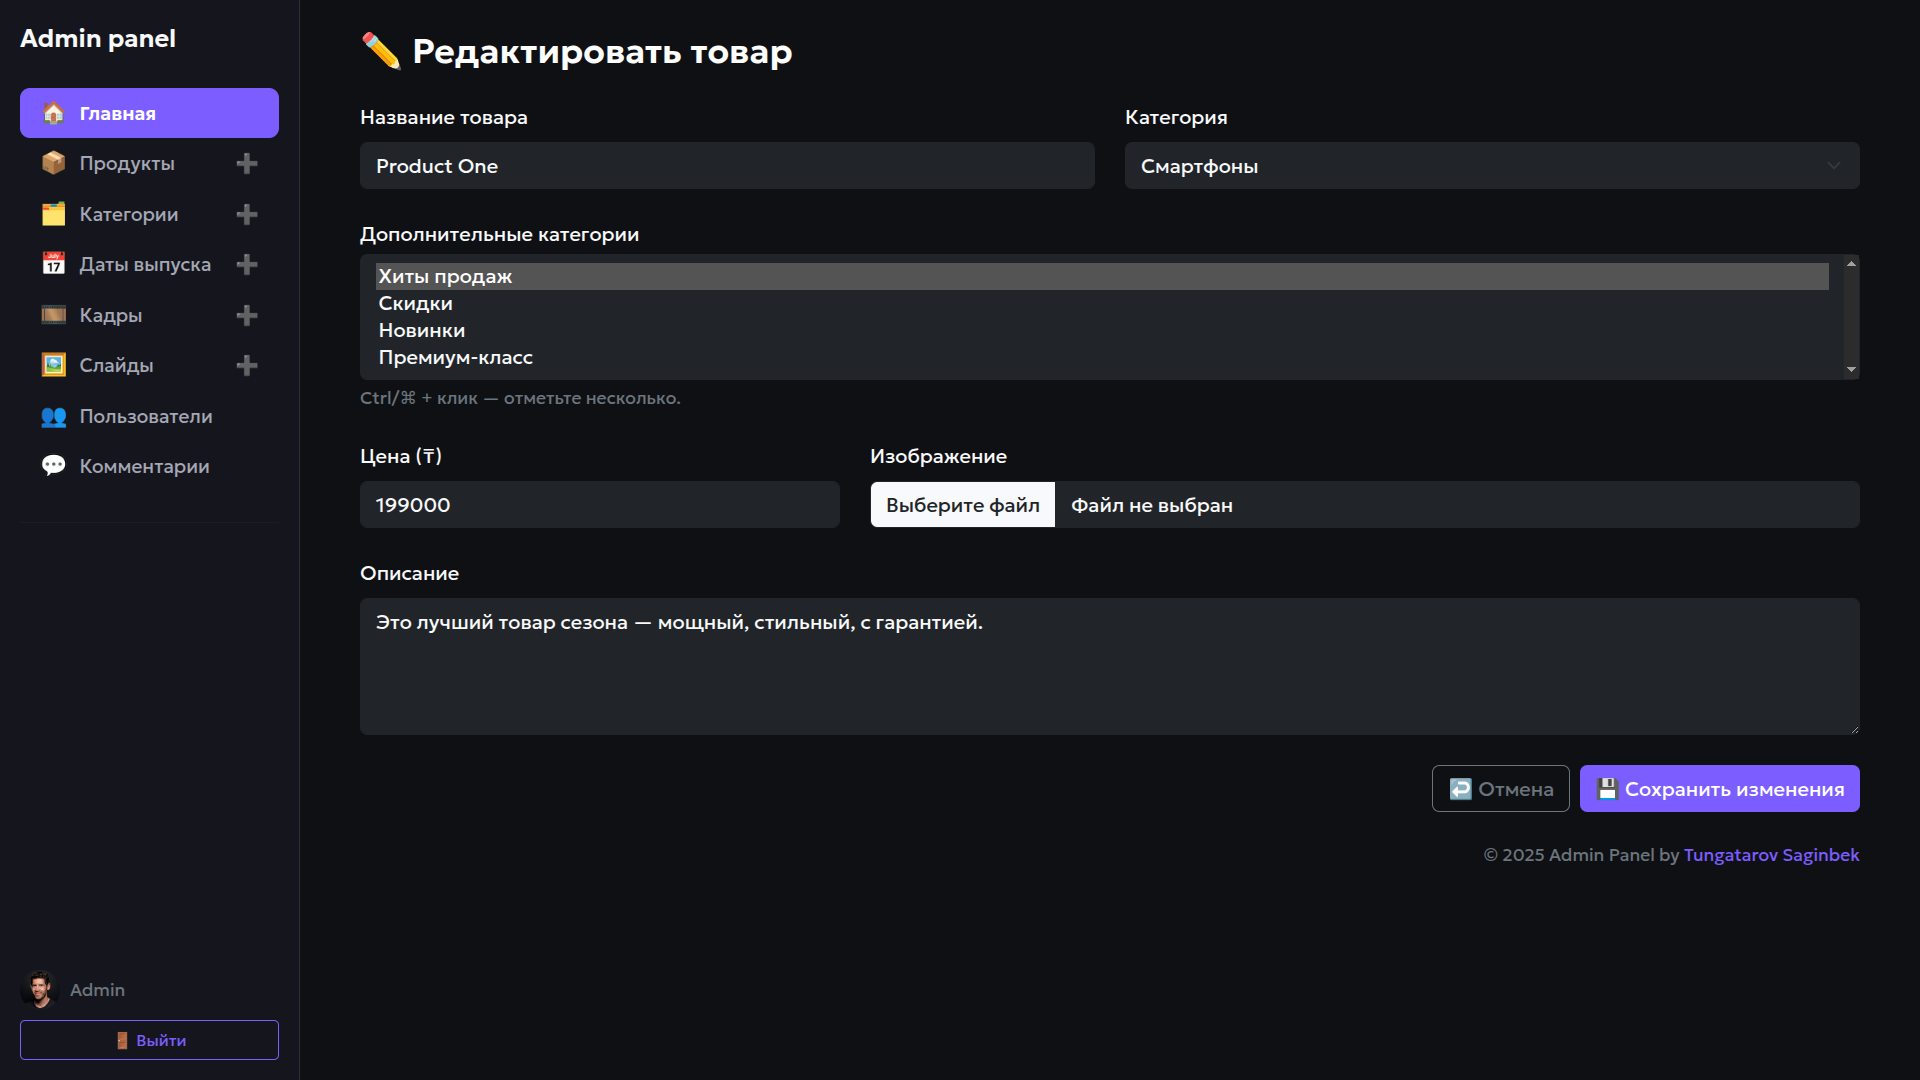 Admin panel
Главная
Продукты
Категории
Даты выпуска
Кадры
Слайды
Пользователи
Комментарии
Admin
Выйти
Редактировать товар
Название товара
Product One
Категория
Смартфоны
Дополнительные категории
Хиты продаж
Скидки
Новинки
Премиум-класс
Ctrl/⌘ + клик — отметьте несколько.
Цена (₸)
199000
Изображение
Выберите файл Файл не выбран
Описание
Это лучший товар сезона — мощный, стильный, с гарантией.
Отмена
Сохранить изменения
© 2025 Admin Panel by Tungatarov Saginbek